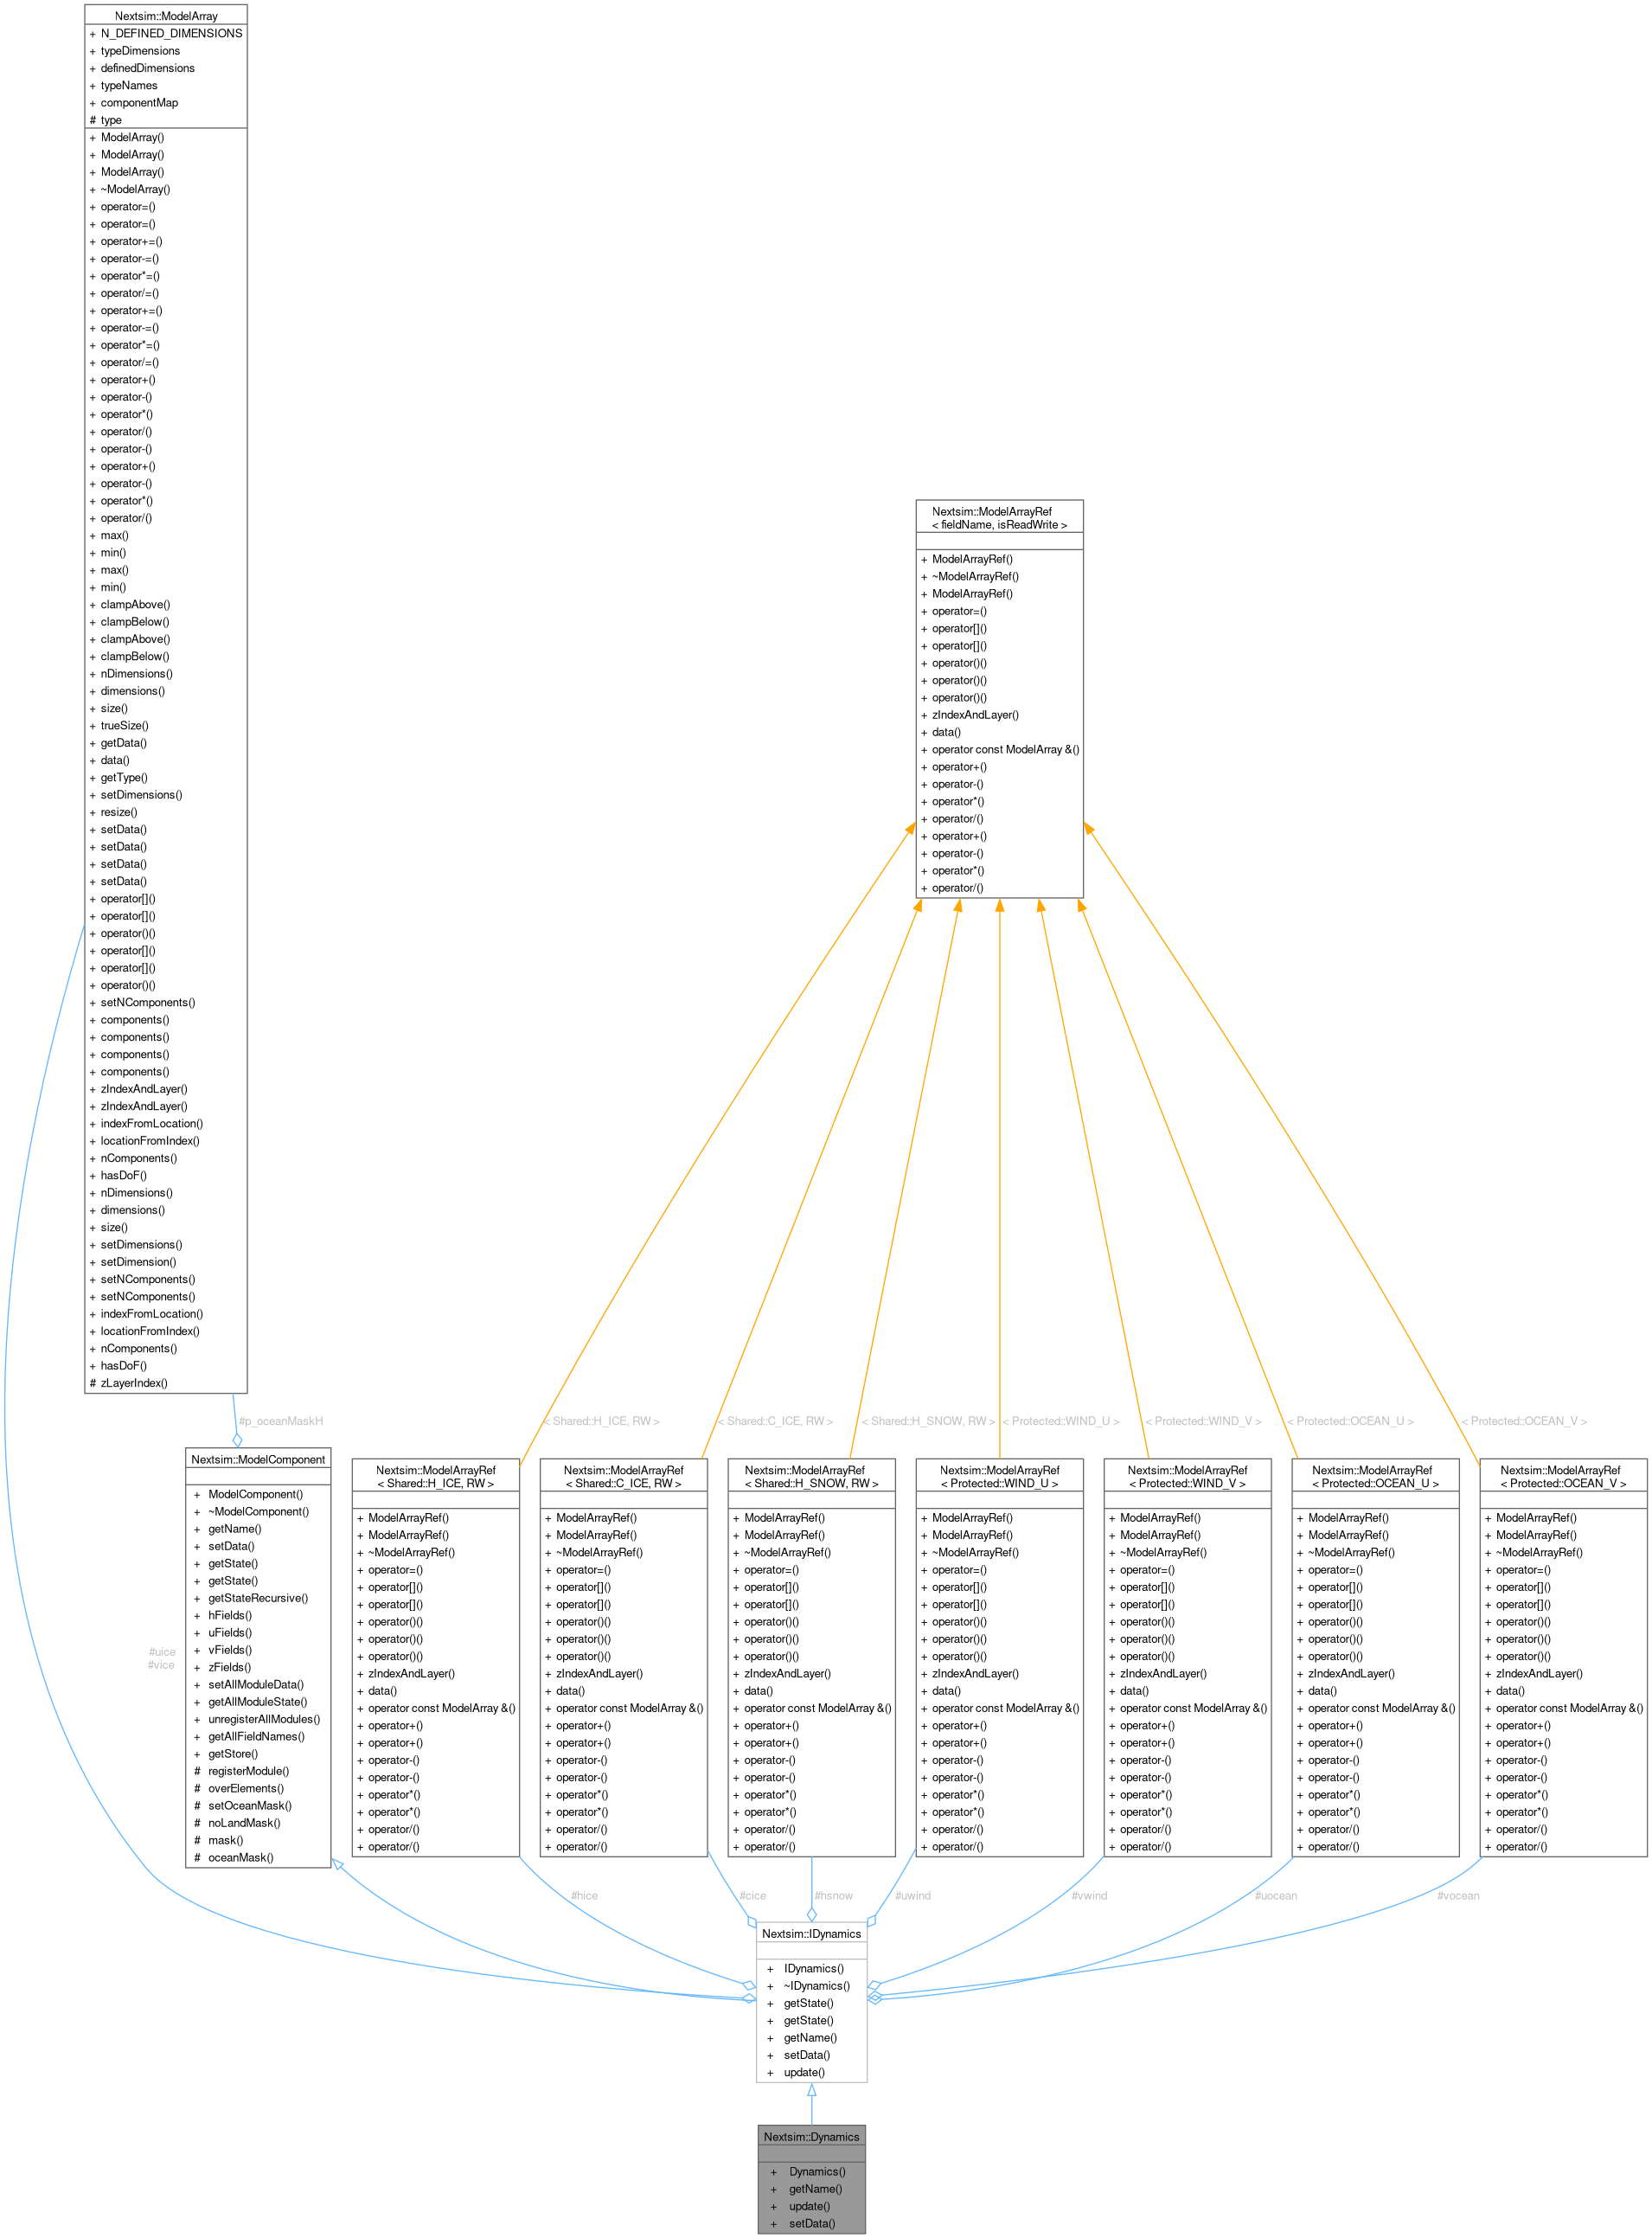 Nextsim::ModelArray
+ N_DEFINED_DIMENSIONS
+ typeDimensions
+ definedDimensions
+ typeNames
+ componentMap
# type
+ ModelArray()
+ ModelArray()
+ ModelArray()
+ ~ModelArray()
+ operator=()
+ operator=()
+ operator+=()
+ operator-=()
+ operator*=()
+ operator/=()
+ operator+=()
+ operator-=()
+ operator*=()
+ operator/=()
+ operator+()
+ operator-()
+ operator*()
+ operator/()
+ operator-()
+ operator+()
+ operator-()
+ operator*()
+ operator/()
+ max()
+ min()
+ max()
+ min()
+ clampAbove()
+ clampBelow()
+ clampAbove()
+ clampBelow()
+ nDimensions()
+ dimensions()
+ size()
+ trueSize()
+ getData()
+ data()
+ getType()
+ setDimensions()
+ resize()
+ setData()
+ setData()
+ setData()
+ setData()
+ operator[]()
+ operator[]()
+ operator()()
+ operator[]()
+ operator[]()
+ operator()()
+ setNComponents()
+ components()
+ components()
+ components()
+ components()
+ zIndexAndLayer()
+ zIndexAndLayer()
+ indexFromLocation()
+ locationFromIndex()
+ nComponents()
+ hasDoF()
+ nDimensions()
+ dimensions()
+ size()
+ setDimensions()
+ setDimension()
+ setNComponents()
+ setNComponents()
+ indexFromLocation()
+ locationFromIndex()
+ nComponents()
+ hasDoF()
# zLayerIndex()
Nextsim::ModelArrayRef
< fieldName, isReadWrite >
+ ModelArrayRef()
+ ~ModelArrayRef()
+ ModelArrayRef()
+ operator=()
+ operator[]()
+ operator[]()
+ operator()()
+ operator()()
+ operator()()
+ zIndexAndLayer()
+ data()
+ operator const ModelArray &()
+ operator+()
+ operator-()
+ operator*()
+ operator/()
+ operator+()
+ operator-()
+ operator*()
+ operator/()
#p_oceanMaskH
< Shared::H_ICE, RW >
< Shared::C_ICE, RW >
< Shared::H_SNOW, RW >
< Protected::WIND_U >
< Protected::WIND_V >
< Protected::OCEAN_U >
< Protected::OCEAN_V >
#uice
#vice
Nextsim::ModelComponent
+ ModelComponent()
+ ~ModelComponent()
+ getName()
+ setData()
+ getState()
+ getState()
+ getStateRecursive()
+ hFields()
+ uFields()
+ vFields()
+ zFields()
+ setAllModuleData()
+ getAllModuleState()
+ unregisterAllModules()
+ getAllFieldNames()
+ getStore()
# registerModule()
# overElements()
# setOceanMask()
# noLandMask()
# mask()
# oceanMask()
Nextsim::ModelArrayRef
< Shared::H_ICE, RW >
+ ModelArrayRef()
+ ModelArrayRef()
+ ~ModelArrayRef()
+ operator=()
+ operator[]()
+ operator[]()
+ operator()()
+ operator()()
+ operator()()
+ zIndexAndLayer()
+ data()
+ operator const ModelArray &()
+ operator+()
+ operator+()
+ operator-()
+ operator-()
+ operator*()
+ operator*()
+ operator/()
+ operator/()
Nextsim::ModelArrayRef
< Shared::C_ICE, RW >
+ ModelArrayRef()
+ ModelArrayRef()
+ ~ModelArrayRef()
+ operator=()
+ operator[]()
+ operator[]()
+ operator()()
+ operator()()
+ operator()()
+ zIndexAndLayer()
+ data()
+ operator const ModelArray &()
+ operator+()
+ operator+()
+ operator-()
+ operator-()
+ operator*()
+ operator*()
+ operator/()
+ operator/()
Nextsim::ModelArrayRef
< Shared::H_SNOW, RW >
+ ModelArrayRef()
+ ModelArrayRef()
+ ~ModelArrayRef()
+ operator=()
+ operator[]()
+ operator[]()
+ operator()()
+ operator()()
+ operator()()
+ zIndexAndLayer()
+ data()
+ operator const ModelArray &()
+ operator+()
+ operator+()
+ operator-()
+ operator-()
+ operator*()
+ operator*()
+ operator/()
+ operator/()
Nextsim::ModelArrayRef
< Protected::WIND_U >
+ ModelArrayRef()
+ ModelArrayRef()
+ ~ModelArrayRef()
+ operator=()
+ operator[]()
+ operator[]()
+ operator()()
+ operator()()
+ operator()()
+ zIndexAndLayer()
+ data()
+ operator const ModelArray &()
+ operator+()
+ operator+()
+ operator-()
+ operator-()
+ operator*()
+ operator*()
+ operator/()
+ operator/()
Nextsim::ModelArrayRef
< Protected::WIND_V >
+ ModelArrayRef()
+ ModelArrayRef()
+ ~ModelArrayRef()
+ operator=()
+ operator[]()
+ operator[]()
+ operator()()
+ operator()()
+ operator()()
+ zIndexAndLayer()
+ data()
+ operator const ModelArray &()
+ operator+()
+ operator+()
+ operator-()
+ operator-()
+ operator*()
+ operator*()
+ operator/()
+ operator/()
Nextsim::ModelArrayRef
< Protected::OCEAN_U >
+ ModelArrayRef()
+ ModelArrayRef()
+ ~ModelArrayRef()
+ operator=()
+ operator[]()
+ operator[]()
+ operator()()
+ operator()()
+ operator()()
+ zIndexAndLayer()
+ data()
+ operator const ModelArray &()
+ operator+()
+ operator+()
+ operator-()
+ operator-()
+ operator*()
+ operator*()
+ operator/()
+ operator/()
Nextsim::ModelArrayRef
< Protected::OCEAN_V >
+ ModelArrayRef()
+ ModelArrayRef()
+ ~ModelArrayRef()
+ operator=()
+ operator[]()
+ operator[]()
+ operator()()
+ operator()()
+ operator()()
+ zIndexAndLayer()
+ data()
+ operator const ModelArray &()
+ operator+()
+ operator+()
+ operator-()
+ operator-()
+ operator*()
+ operator*()
+ operator/()
+ operator/()
#hice
#cice
#hsnow
#uwind
#vwind
#uocean
#vocean
Nextsim::IDynamics
+ IDynamics()
+ ~IDynamics()
+ getState()
+ getState()
+ getName()
+ setData()
+ update()
Nextsim::Dynamics
+ Dynamics()
+ getName()
+ update()
+ setData()